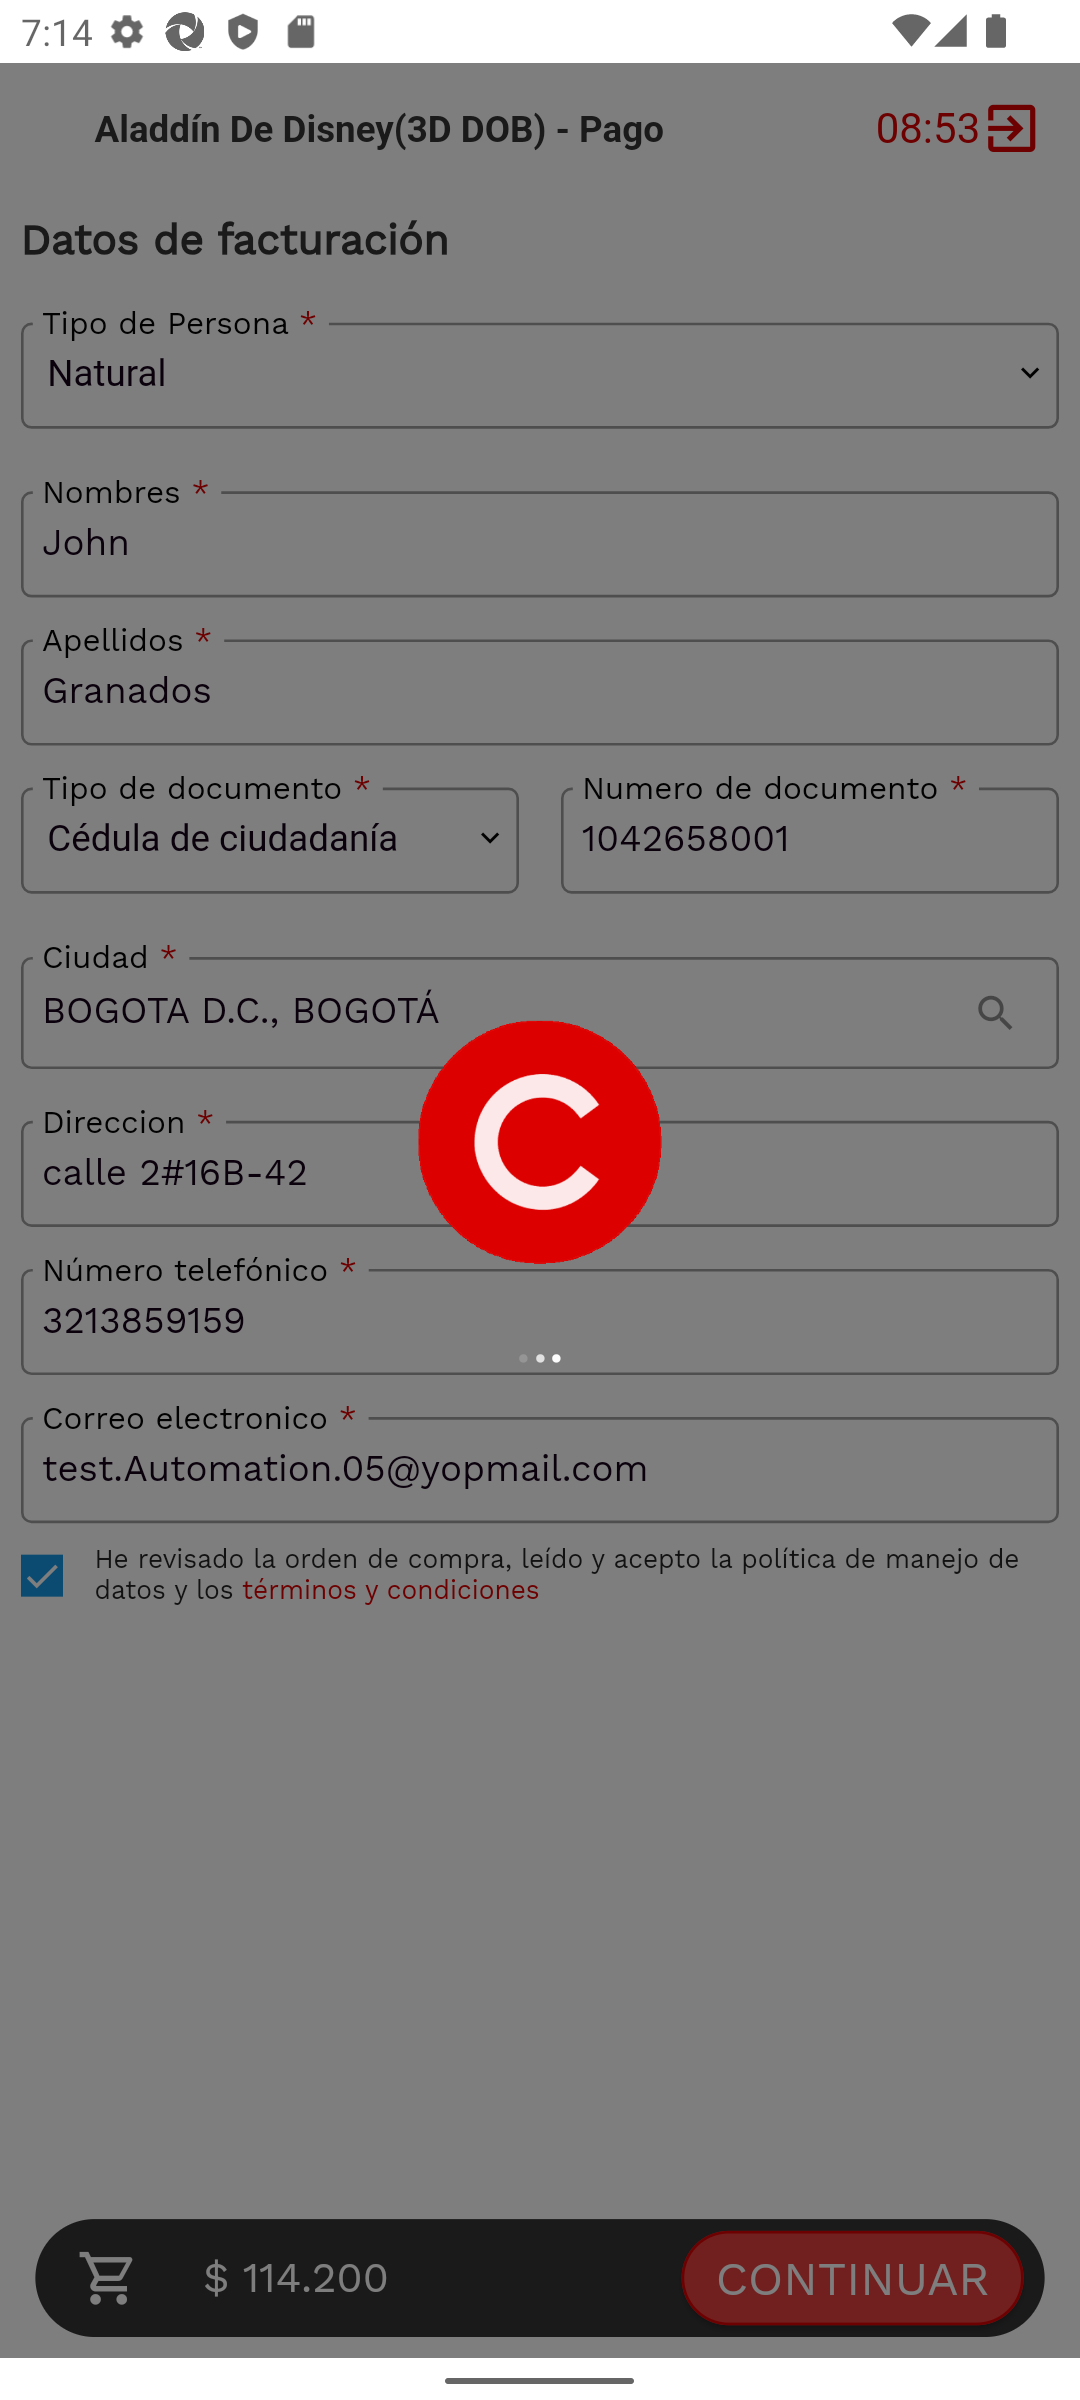 7:14
Aladdín De Disney(3D DOB) - Pago
08:53
Datos de facturación
Tipo de Persona *
Natural
Nombres *
John
Apellidos *
Granados
Tipo de documento *
Cédula de ciudadanía
Numero de documento *
1042658001
Ciudad *
BOGOTA D.C., BOGOTÁ
Direccion *
calle 2#16B-42
C
Número telefónico *
3213859159
Correo electronico *
test.Automation.05@yopmail.com
He revisado la orden de compra, leído y acepto la política de manejo de
datos y los términos y condiciones
$ 114.200
CONTINUAR